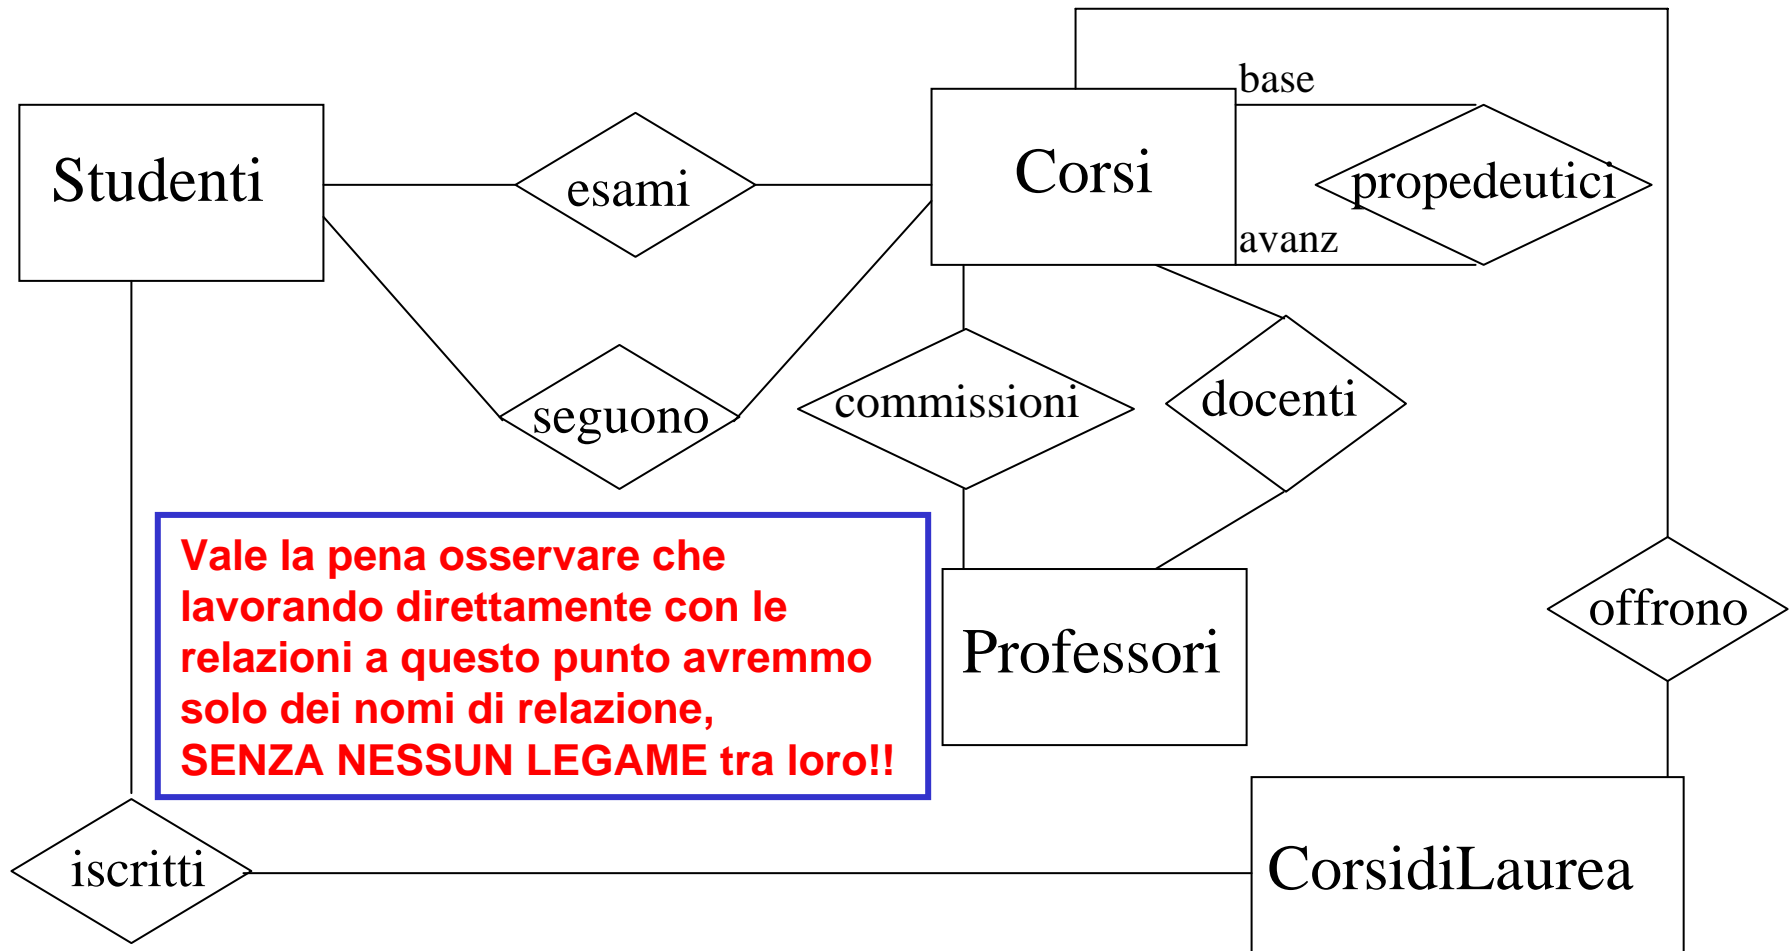 base
Studenti
esami
Corsi
propedeutici
avanz
seguono
commissioni
docenti
Vale la pena osservare che
lavorando direttamente con le
relazioni a questo punto avremmo
solo dei nomi di relazione,
SENZA NESSUN LEGAME tra loro!!
Professori
offrono
iscritti
CorsidiLaurea